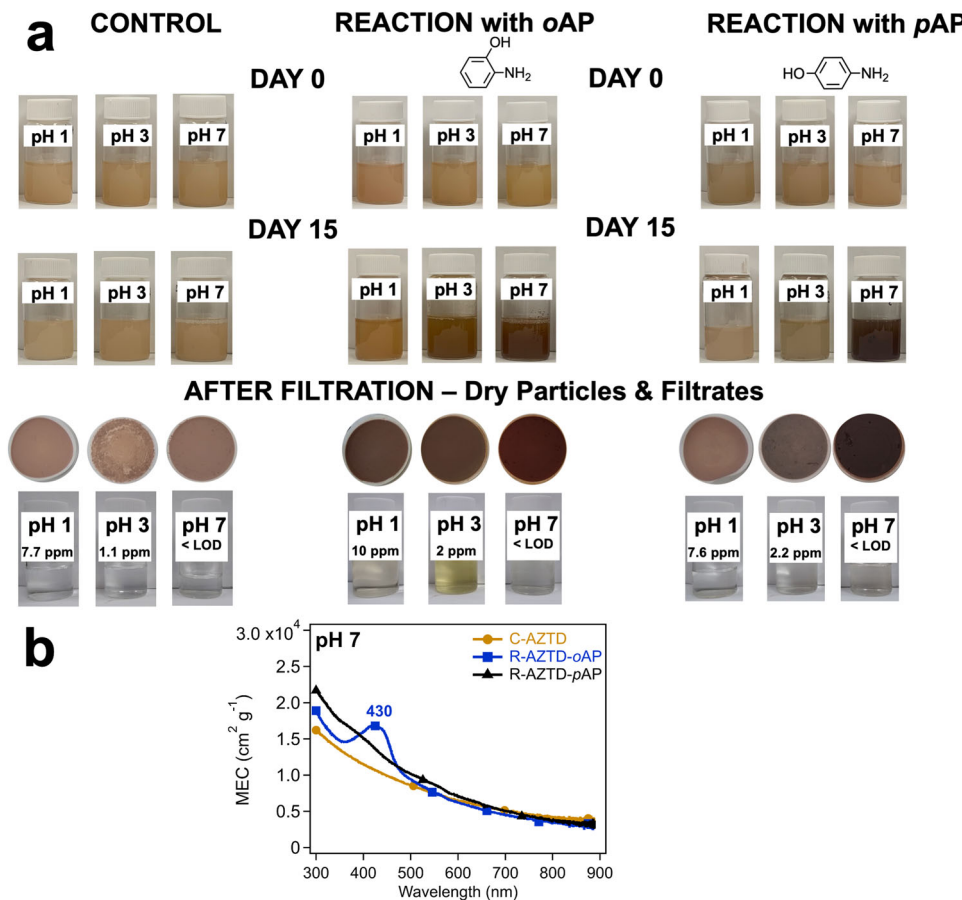 a
CONTROL REACTION with oAP REACTION with pAP
OH
NH₂
HO NH₂
DAY 0 DAY 0
pH 1 pH 3 pH 7 pH 1 pH 3 pH 7 pH 1 pH 3 pH 7
DAY 15 DAY 15
pH 1 pH 3 pH 7 pH 1 pH 3 pH 7 pH 1 pH 3 pH 7
AFTER FILTRATION – Dry Particles & Filtrates
pH 1 pH 3 pH 7 pH 1 pH 3 pH 7 pH 1 pH 3 pH 7
7.7 ppm 1.1 ppm < LOD 10 ppm 2 ppm < LOD 7.6 ppm 2.2 ppm < LOD
b
3.0 x10⁴
pH 7
C-AZTD
R-AZTD-oAP
R-AZTD-pAP
2.5
2.0
430
1.5
1.0
0.5
0
MEC (cm² g⁻¹)
300 400 500 600 700 800 900
Wavelength (nm)